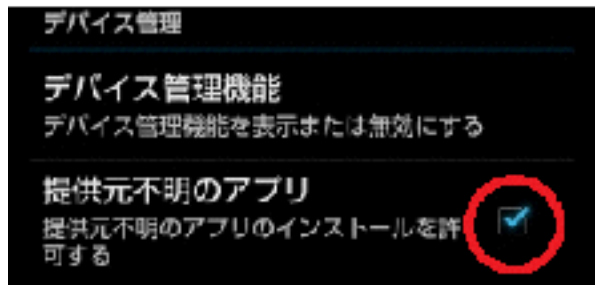 デバイス管理
デバイス管理機能
デバイス管理機能を表示または無効にする
提供元不明のアプリ
提供元不明のアプリのインストールを許
可する